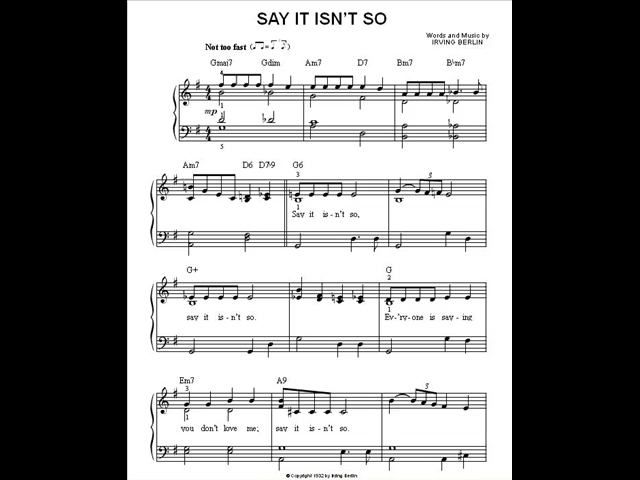 SAY IT ISN'T SO
Words and Music by
IRVING BERLIN
Not too fast
Gmaj7 Gdim Am7 D7 Bm7 B♭m7
mp
Am7 D6 D7♭9 G6
Say it is-n't so,
G+ G
say it is-n't so. Ev-'ry-one is say-ing
Em7 A9
you don't love me; say it is-n't so.
© Copyright 1932 by Irving Berlin